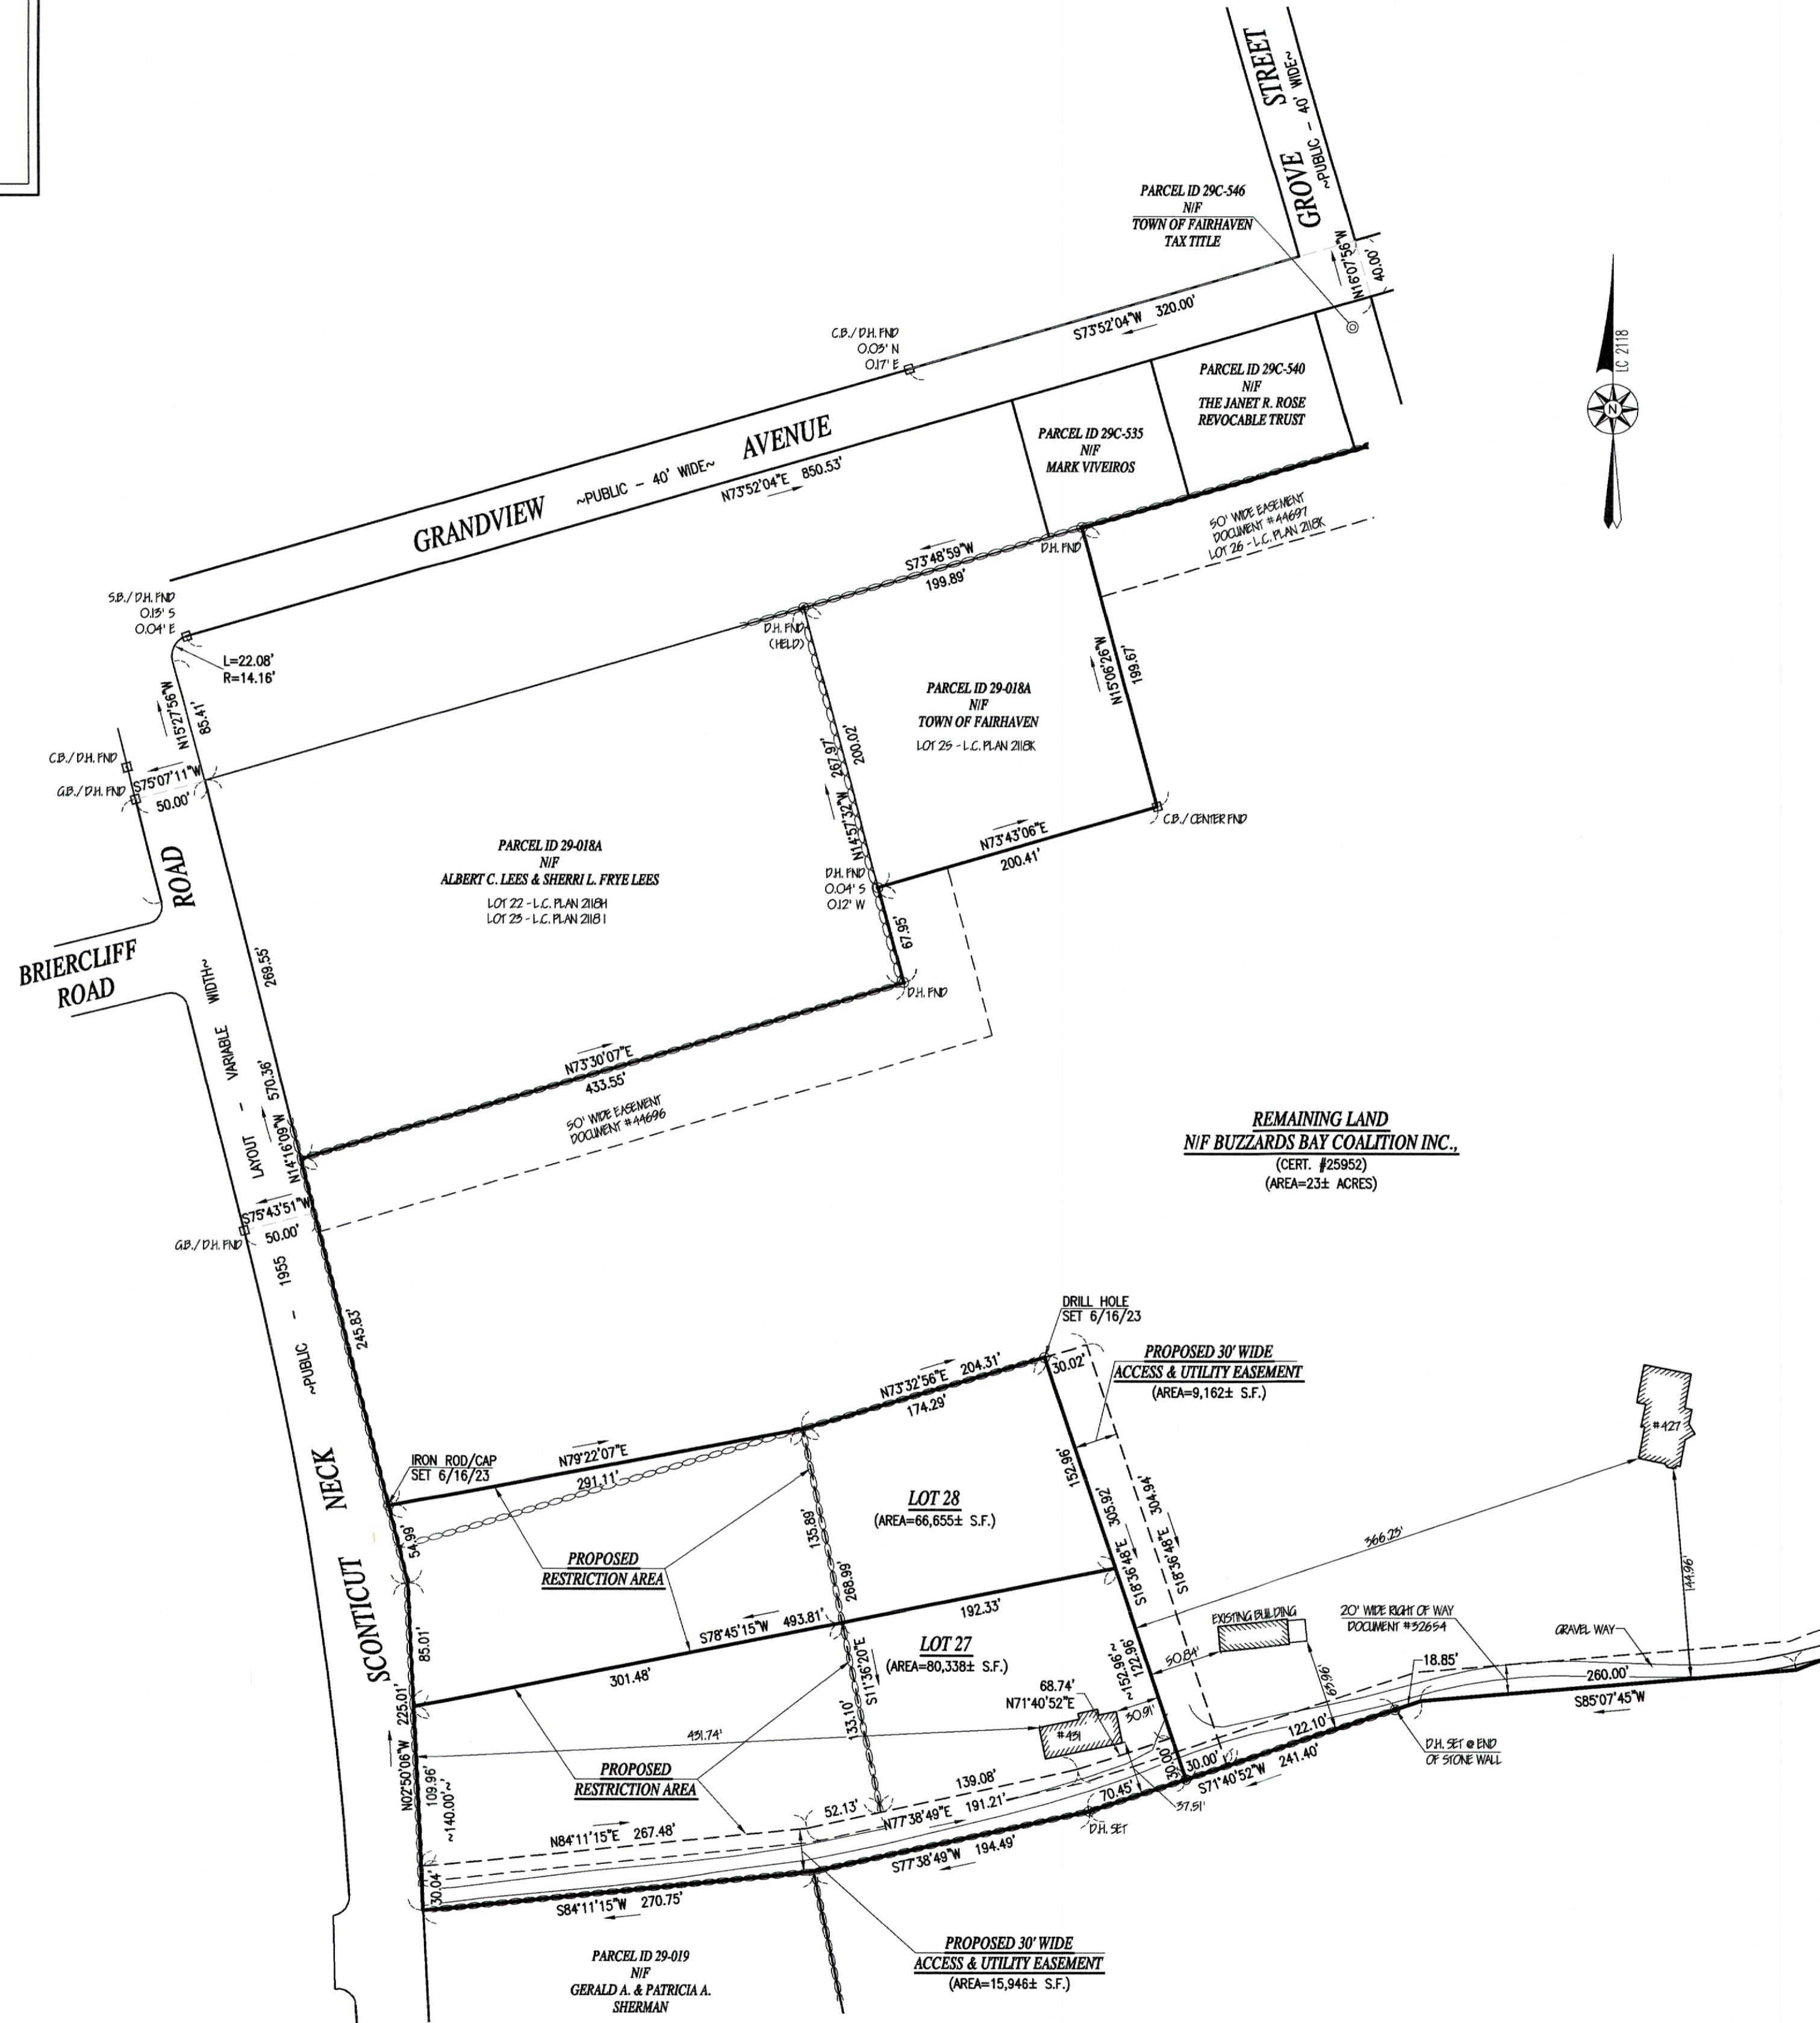 GROVE STREET
~PUBLIC - 40' WIDE~
PARCEL ID 29C-546
N/F
TOWN OF FAIRHAVEN
TAX TITLE
N16°07'56"W
40.00'
S73°52'04"W 320.00'
C.B./D.H. FND
0.03' N
0.17' E
LC 2118
N
PARCEL ID 29C-540
N/F
THE JANET R. ROSE
REVOCABLE TRUST
PARCEL ID 29C-535
N/F
MARK VIVEIROS
GRANDVIEW ~PUBLIC - 40' WIDE~ AVENUE
N73°52'04"E 850.53'
50' WIDE EASEMENT
DOCUMENT #44697
LOT 26 - L.C. PLAN 2118K
D.H. FND
S73°48'59"W
199.89'
S.B./D.H. FND
0.13' S
0.04' E
L=22.08'
R=14.16'
D.H. FND
(HELD)
N15°27'56"W
85.41'
N15°06'26"W
199.67'
PARCEL ID 29-018A
N/F
TOWN OF FAIRHAVEN
LOT 25 - L.C. PLAN 2118K
200.02'
267.97'
N14°57'32"W
C.B./D.H. FND
G.B./D.H. FND
S75°07'11"W
50.00'
C.B./CENTER FND
N73°43'06"E
200.41'
PARCEL ID 29-018A
N/F
ALBERT C. LEES & SHERRI L. FRYE LEES
LOT 22 - L.C. PLAN 2118H
LOT 23 - L.C. PLAN 2118 I
D.H. FND
0.04' S
0.12' W
67.95'
D.H. FND
BRIERCLIFF
ROAD
269.55'
N73°30'07"E
433.55'
50' WIDE EASEMENT
DOCUMENT #44696
N14°16'09"W 570.36'
S75°43'51"W
50.00'
G.B./D.H. FND
SCONTICUT NECK ROAD
~PUBLIC - 1955 LAYOUT - VARIABLE WIDTH~
REMAINING LAND
N/F BUZZARDS BAY COALITION INC.,
(CERT. #25952)
(AREA=23± ACRES)
245.83'
DRILL HOLE
SET 6/16/23
PROPOSED 30' WIDE
ACCESS & UTILITY EASEMENT
(AREA=9,162± S.F.)
30.02'
N73°32'56"E 204.31'
174.29'
#427
IRON ROD/CAP
SET 6/16/23
N79°22'07"E
291.11'
LOT 28
(AREA=66,655± S.F.)
152.96'
S18°36'48"E 305.92'
S18°36'48"E 304.94'
54.99'
135.89'
268.99'
PROPOSED
RESTRICTION AREA
366.23'
144.96'
S78°45'15"W 493.81'
192.33'
301.48'
85.01'
EXISTING BUILDING
20' WIDE RIGHT OF WAY
DOCUMENT #32654
GRAVEL WAY
LOT 27
(AREA=80,338± S.F.)
S11°36'20"E
133.10'
122.96'
~152.96'~
50.84'
18.85'
260.00'
S85°07'45"W
68.74'
N71°40'52"E
30.91'
#431
431.74'
N02°50'06"W 225.01'
109.96'
~140.00'~
122.10'
D.H. SET @ END
OF STONE WALL
30.00'
30.00'
S71°40'52"W 241.40'
PROPOSED
RESTRICTION AREA
139.08'
52.13'
N77°38'49"E 191.21'
70.45'
37.51'
D.H. SET
N84°11'15"E 267.48'
S77°38'49"W 194.49'
30.04'
S84°11'15"W 270.75'
PROPOSED 30' WIDE
ACCESS & UTILITY EASEMENT
(AREA=15,946± S.F.)
PARCEL ID 29-019
N/F
GERALD A. & PATRICIA A.
SHERMAN